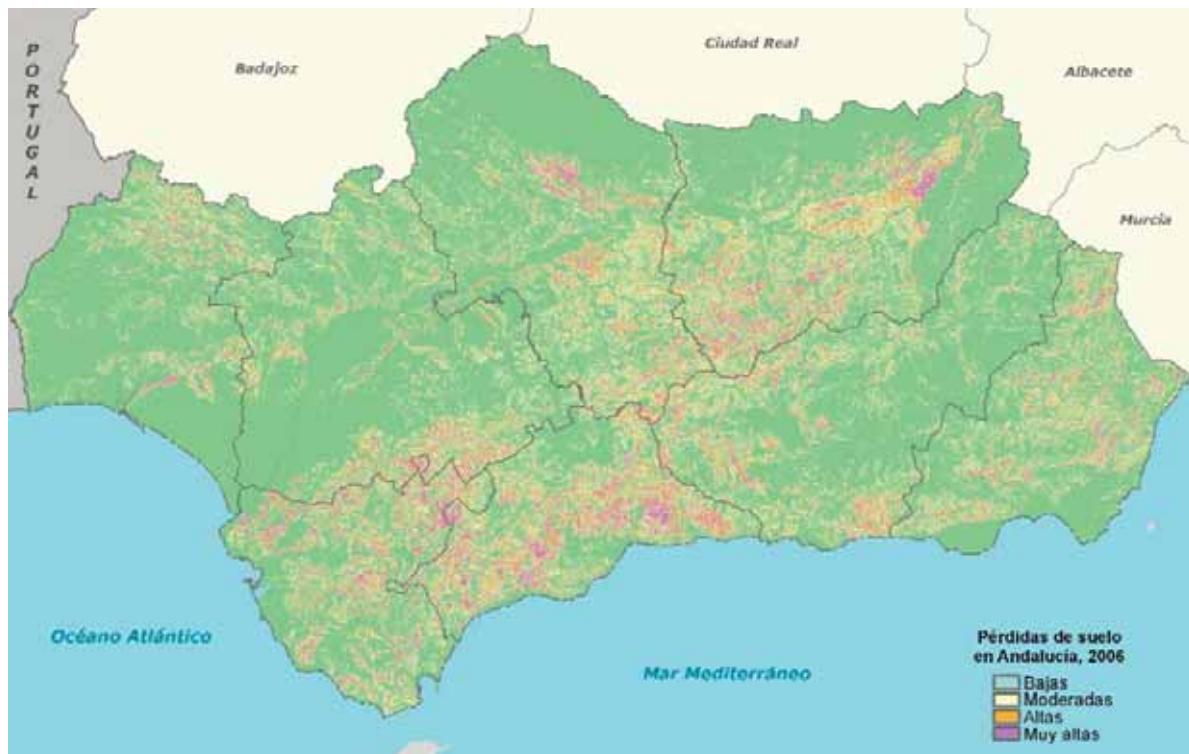 PORTUGAL
Badajoz
Ciudad Real
Albacete
Murcía
Océano Atlántico
Mar Mediterráneo
Pérdidas de suelo
en Andalucía, 2006
Bajas
Moderadas
Altas
Muy altas